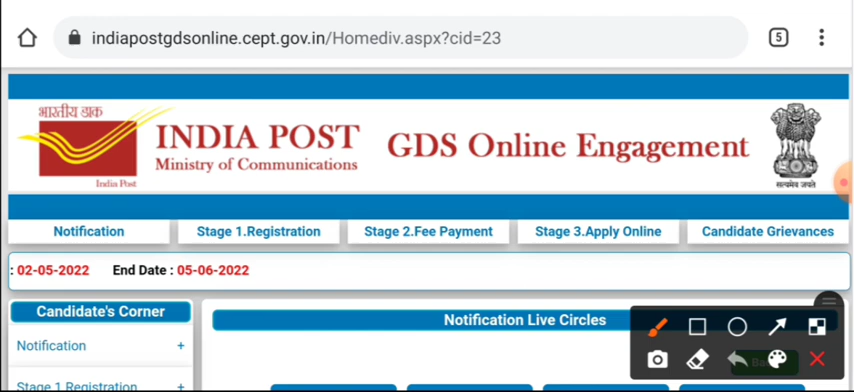 indiapostgdsonline.cept.gov.in/Homediv.aspx?cid=23
5
भारतीय डाक
India Post
INDIA POST
Ministry of Communications
GDS Online Engagement
सत्यमेव जयते
Notification
Stage 1.Registration
Stage 2.Fee Payment
Stage 3.Apply Online
Candidate Grievances
: 02-05-2022 End Date : 05-06-2022
Candidate's Corner
Notification +
Stage 1.Registration +
Notification Live Circles